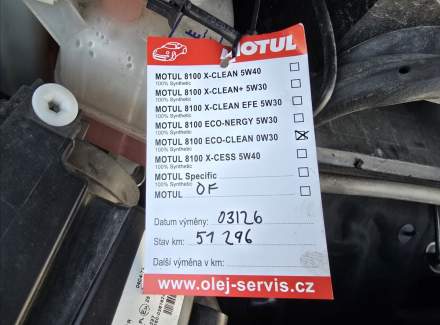 MOTUL
MOTUL 8100 X-CLEAN 5W40
100% Synthetic
MOTUL 8100 X-CLEAN+ 5W30
100% Synthetic
MOTUL 8100 X-CLEAN EFE 5W30
100% Synthetic
MOTUL 8100 ECO-NERGY 5W30
100% Synthetic
MOTUL 8100 ECO-CLEAN 0W30
100% Synthetic
MOTUL 8100 X-CESS 5W40
100% Synthetic
MOTUL Specific
100% Synthetic
MOTUL OF
Datum výměny: 03126
Stav km: 51 296
Další výměna v km:
www.olej-servis.cz